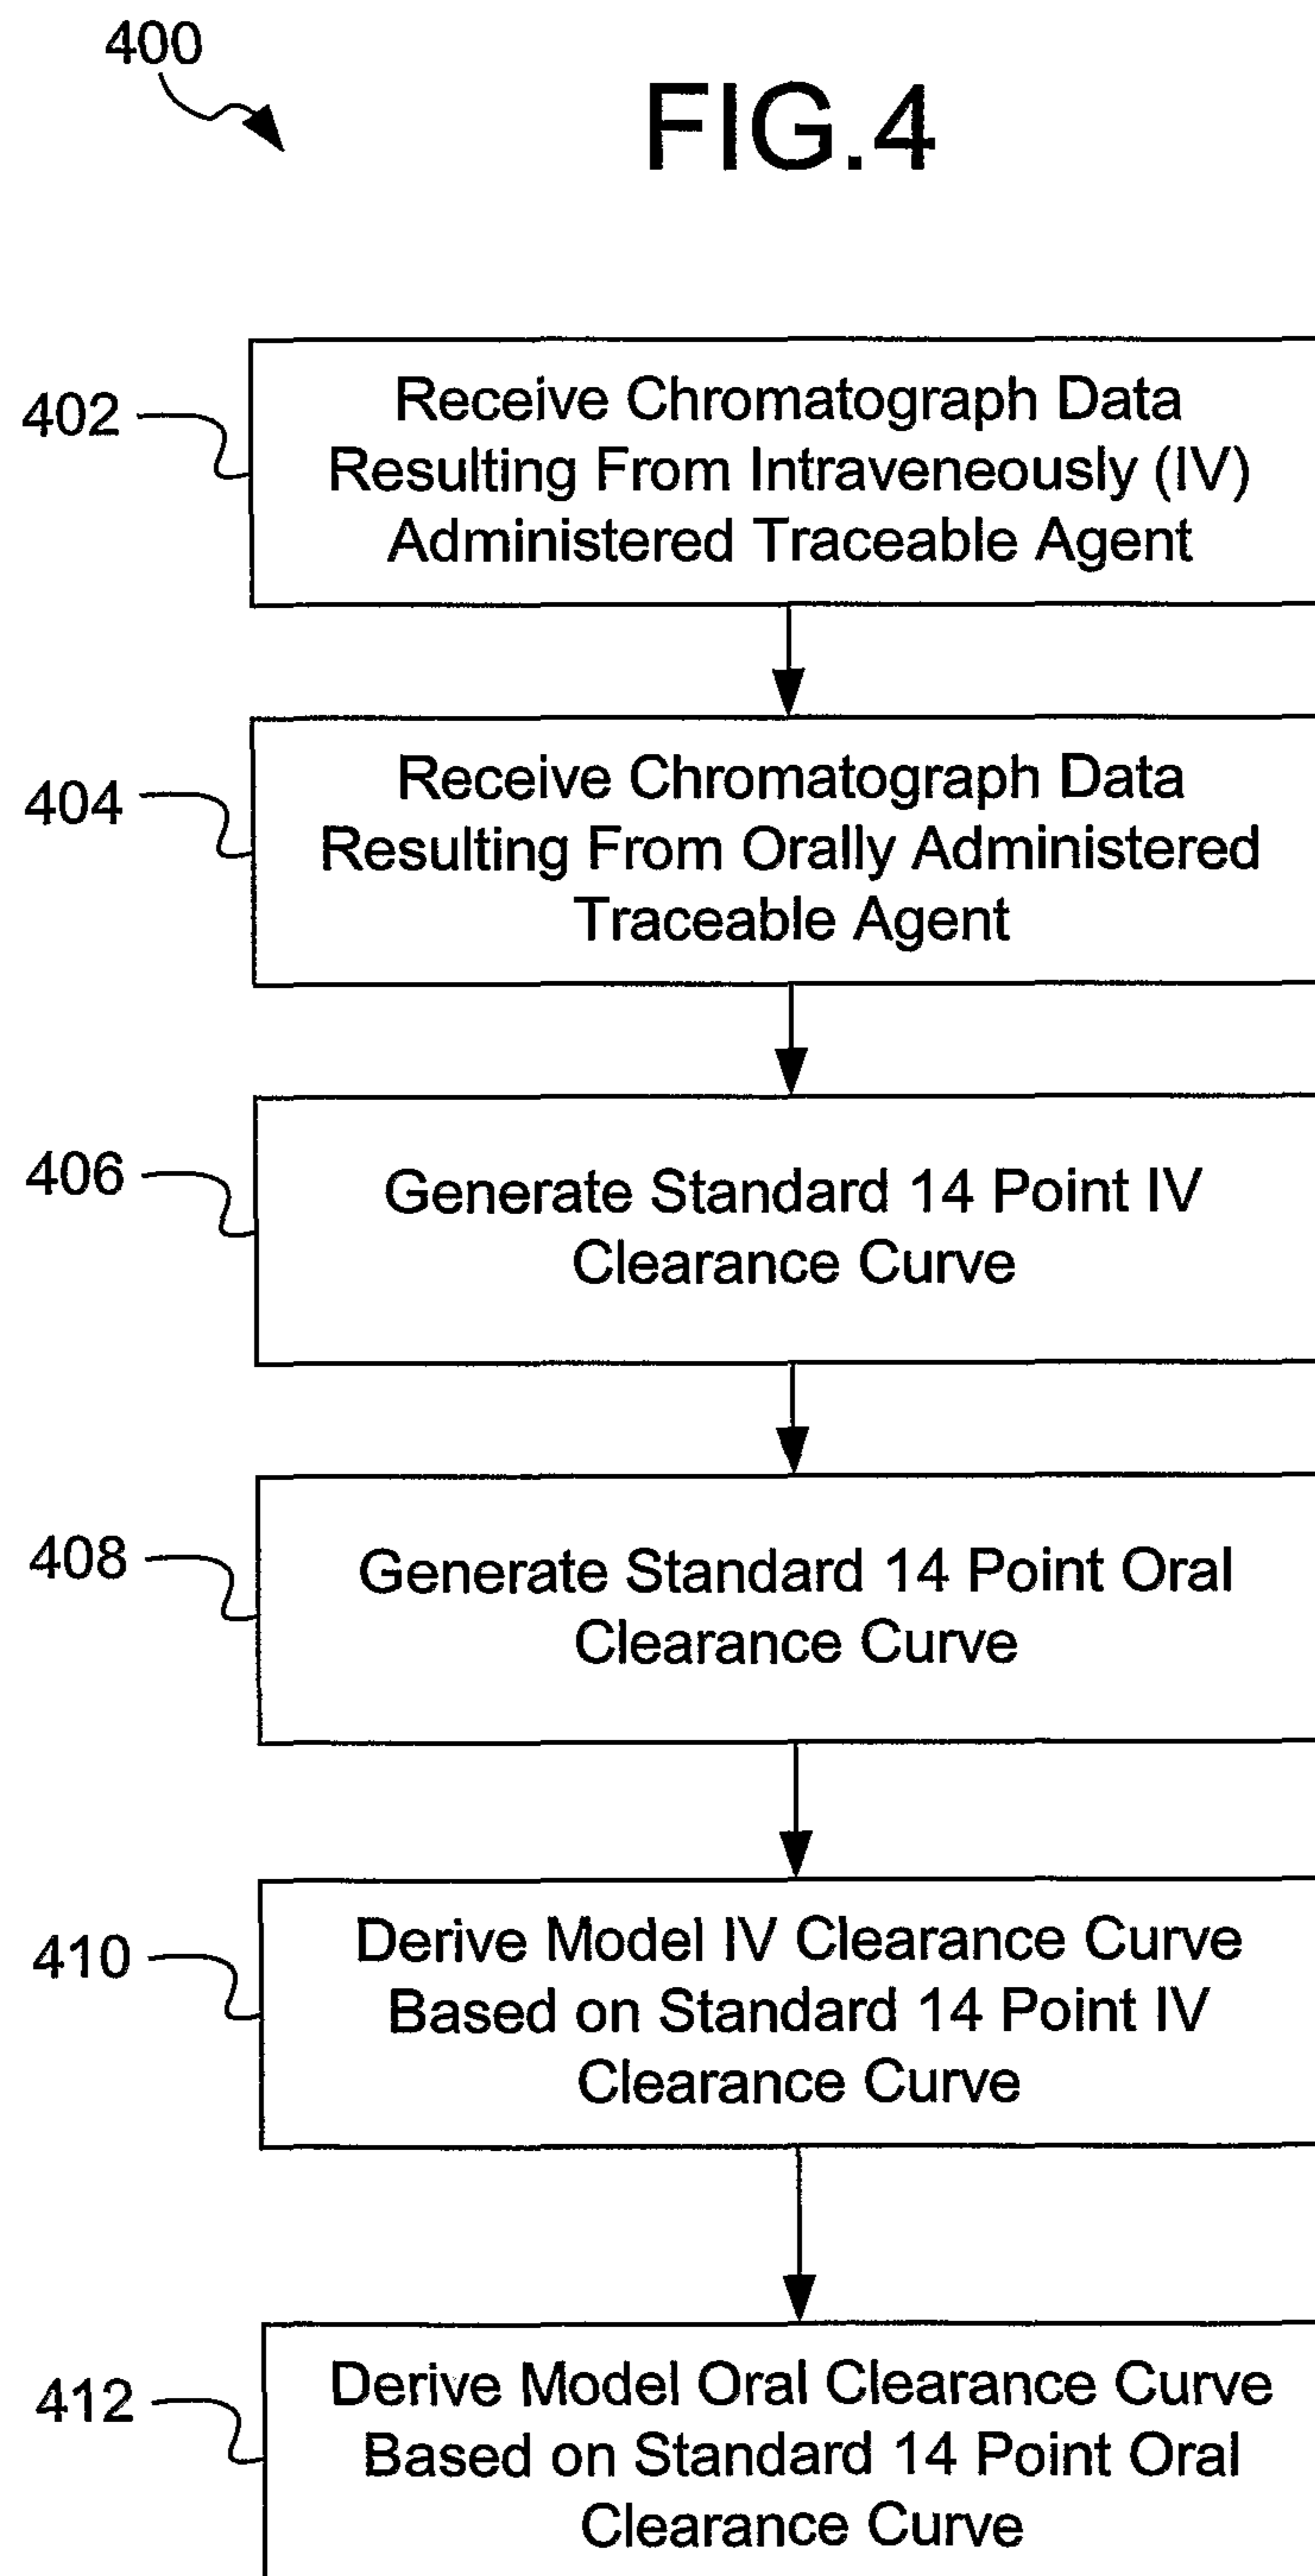 400
FIG.4
402
Receive Chromatograph Data
Resulting From Intraveneously (IV)
Administered Traceable Agent
404
Receive Chromatograph Data
Resulting From Orally Administered
Traceable Agent
406
Generate Standard 14 Point IV
Clearance Curve
408
Generate Standard 14 Point Oral
Clearance Curve
410
Derive Model IV Clearance Curve
Based on Standard 14 Point IV
Clearance Curve
412
Derive Model Oral Clearance Curve
Based on Standard 14 Point Oral
Clearance Curve